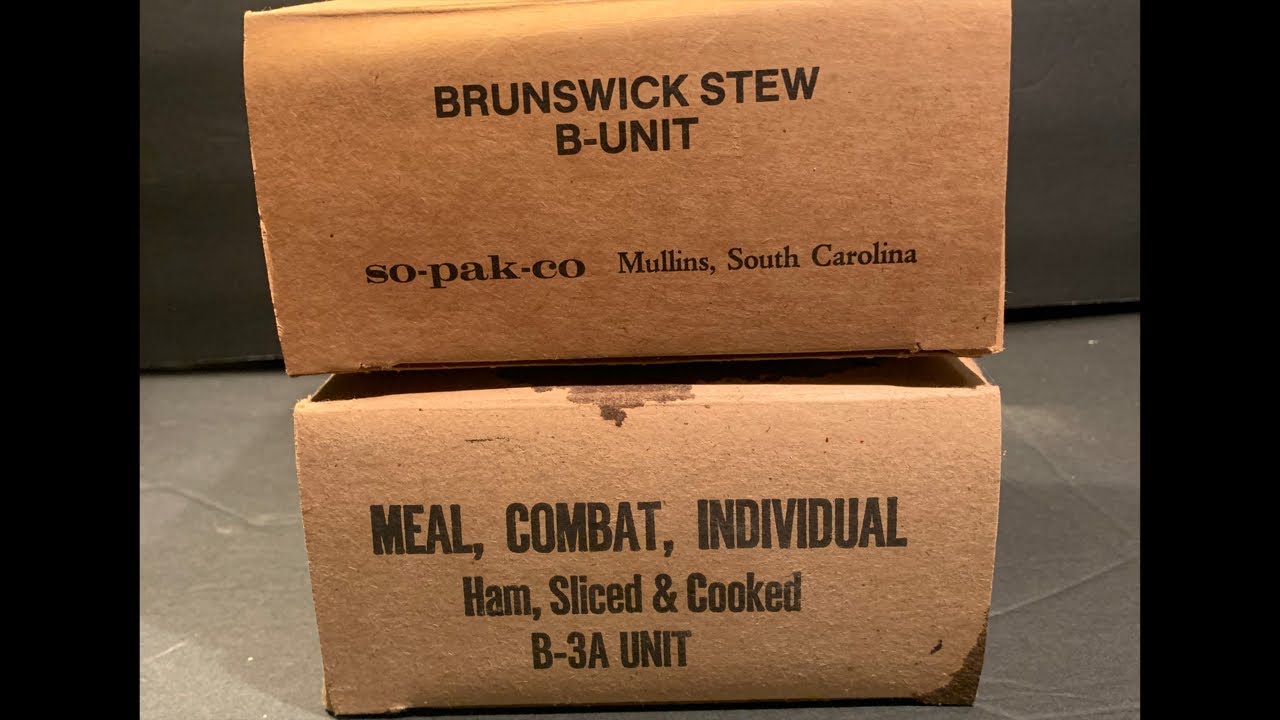 BRUNSWICK STEW
B-UNIT
so-pak-co Mullins, South Carolina
MEAL, COMBAT, INDIVIDUAL
Ham, Sliced & Cooked
B-3A UNIT